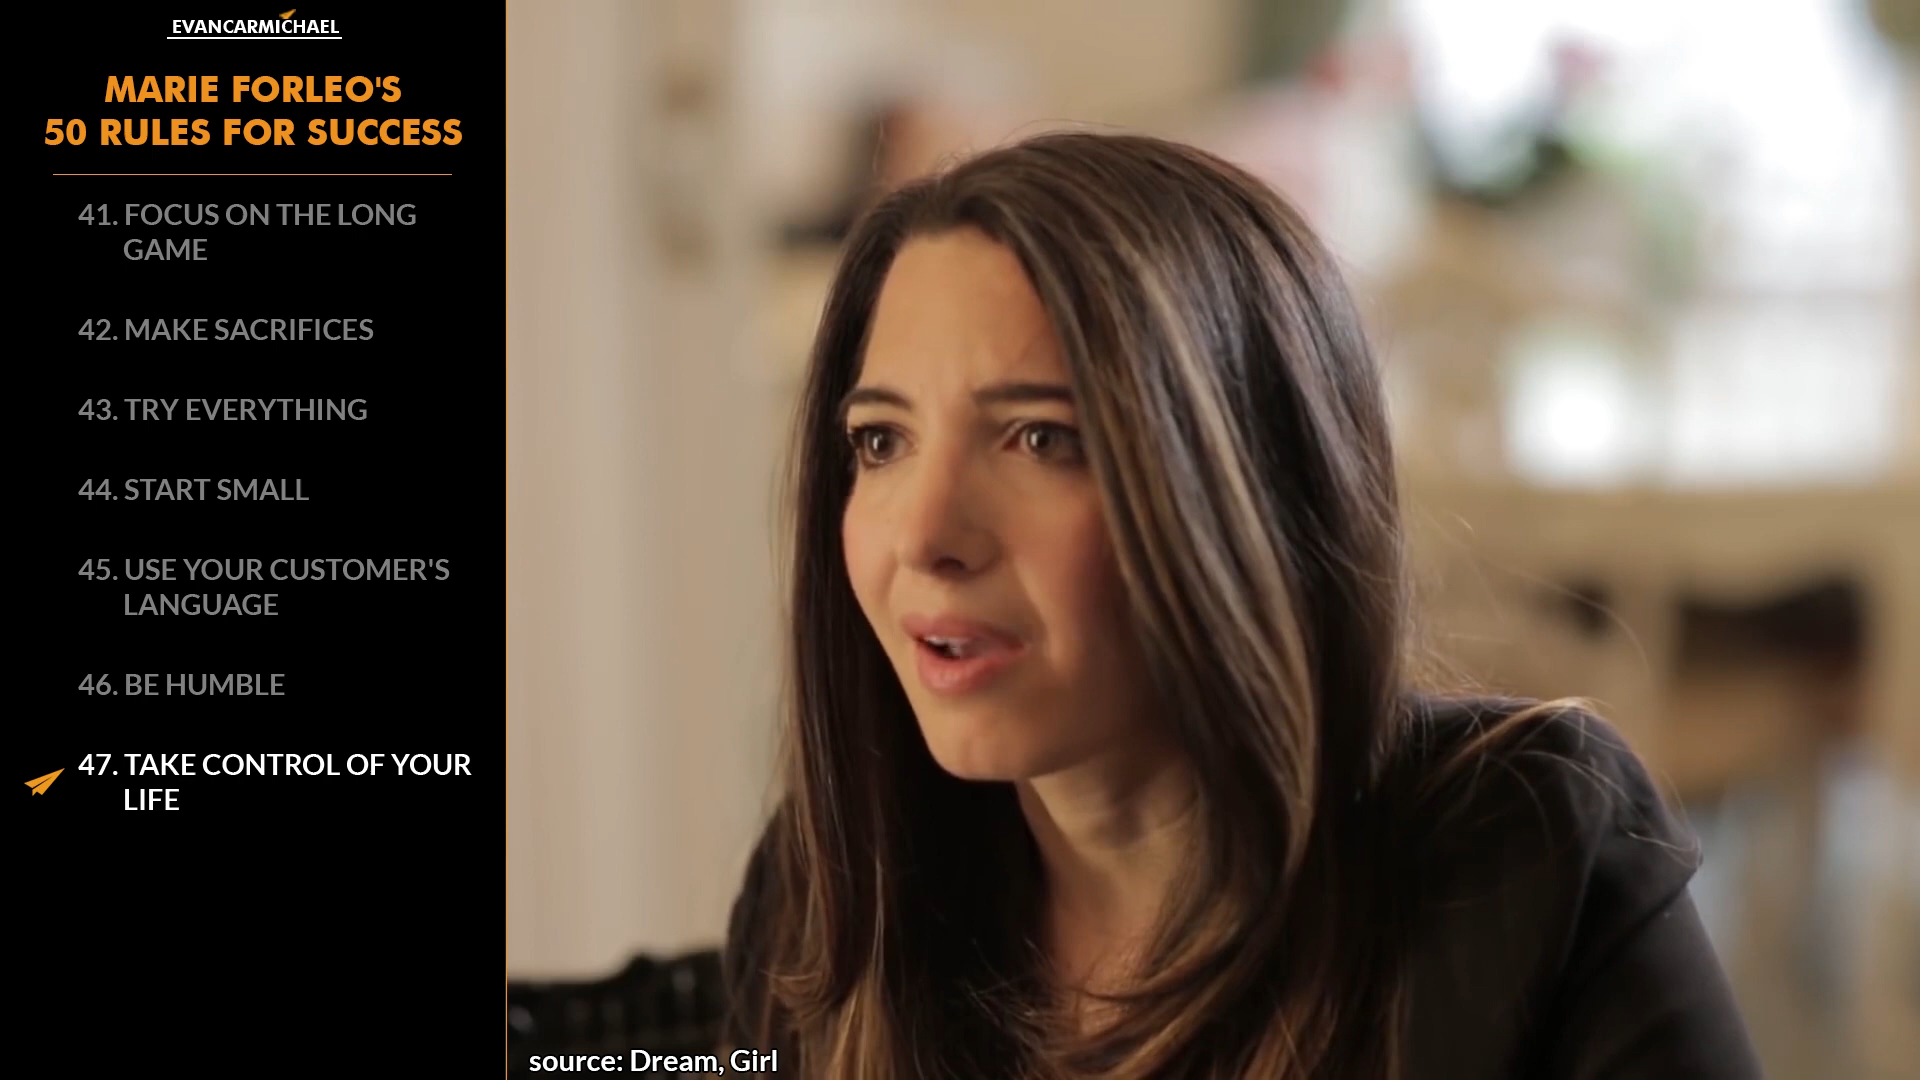 EVANCARMICHAEL
MARIE FORLEO'S
50 RULES FOR SUCCESS
41. FOCUS ON THE LONG
GAME
42. MAKE SACRIFICES
43. TRY EVERYTHING
44. START SMALL
45. USE YOUR CUSTOMER'S
LANGUAGE
46. BE HUMBLE
47. TAKE CONTROL OF YOUR
LIFE
source: Dream, Girl